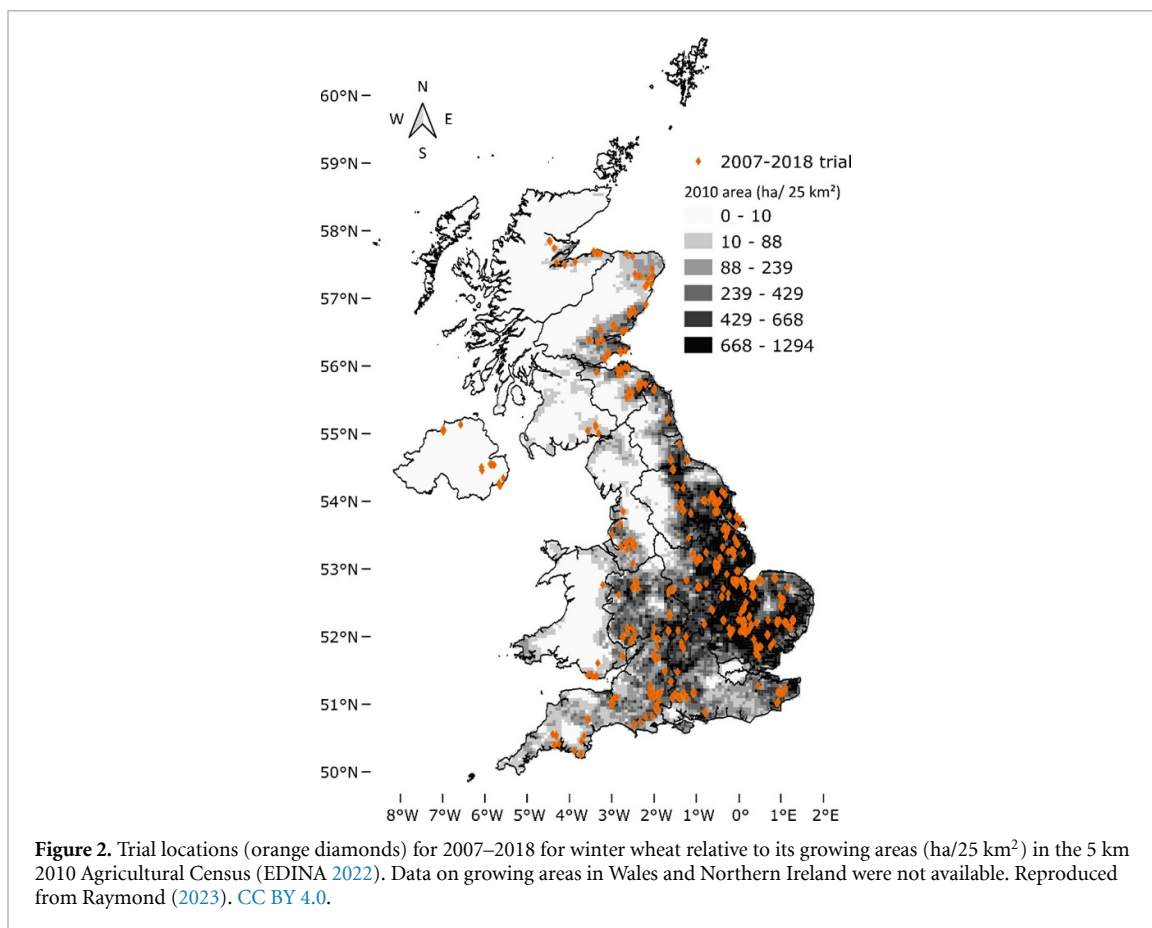 60°N
59°N
58°N
57°N
56°N
55°N
54°N
53°N
52°N
51°N
50°N
N
W E
S
2007-2018 trial
2010 area (ha/ 25 km²)
0 - 10
10 - 88
88 - 239
239 - 429
429 - 668
668 - 1294
8°W 7°W 6°W 5°W 4°W 3°W 2°W 1°W 0° 1°E 2°E
Figure 2. Trial locations (orange diamonds) for 2007–2018 for winter wheat relative to its growing areas (ha/25 km²) in the 5 km
2010 Agricultural Census (EDINA 2022). Data on growing areas in Wales and Northern Ireland were not available. Reproduced
from Raymond (2023). CC BY 4.0.